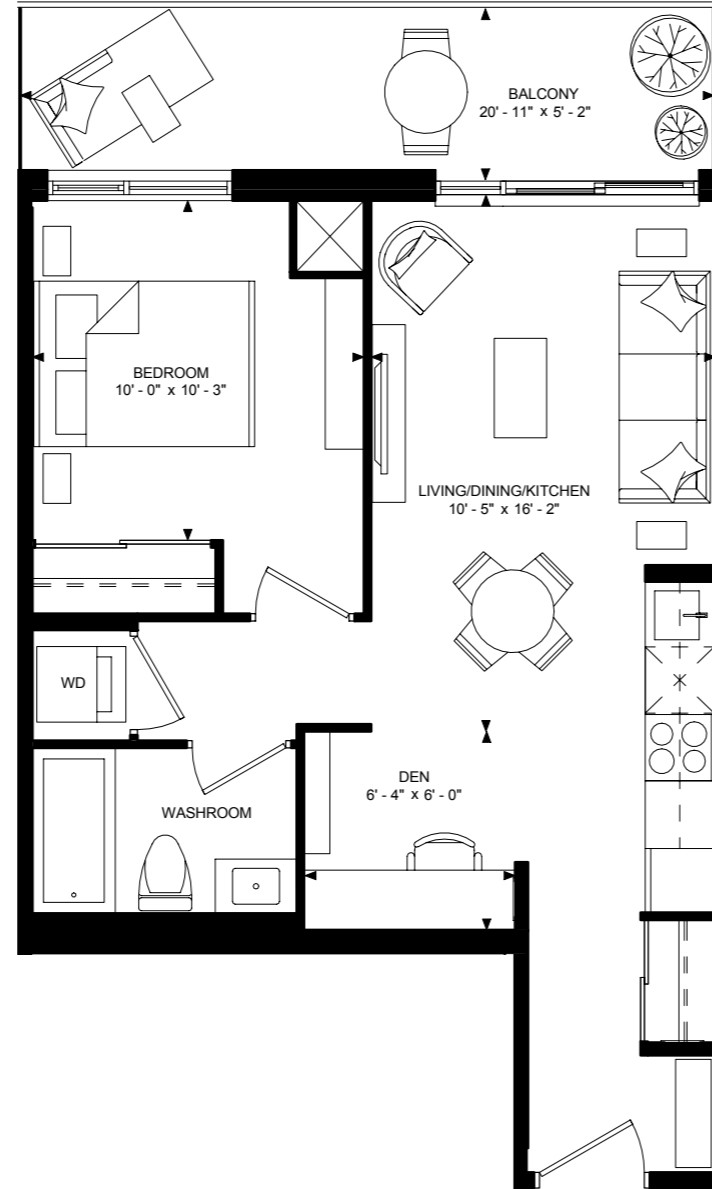 BALCONY
20' - 11" x 5' - 2"
BEDROOM
10' - 0" x 10' - 3"
LIVING/DINING/KITCHEN
10' - 5" x 16' - 2"
WD
DEN
6' - 4" x 6' - 0"
WASHROOM